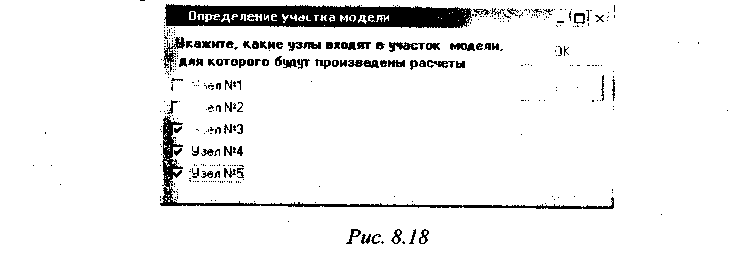 Определение участка модели
Укажите, какие узлы входят в участок модели,
OK
для которого будут произведены расчеты
Узел №1
Узел №2
Узел №3
Узел №4
Узел №5
Рис. 8.18